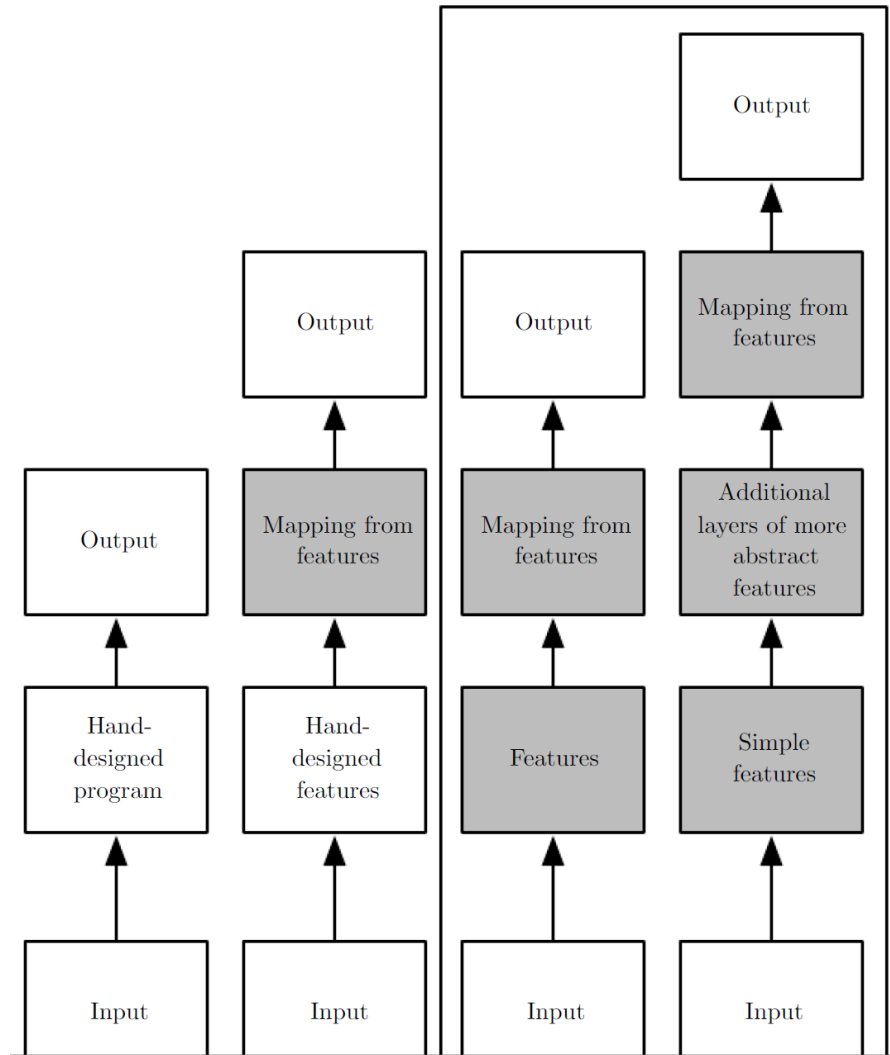 Output
Output
Output
Mapping from
features
Output
Mapping from
features
Mapping from
features
Additional
layers of more
abstract
features
Hand-
designed
program
Hand-
designed
features
Features
Simple
features
Input
Input
Input
Input